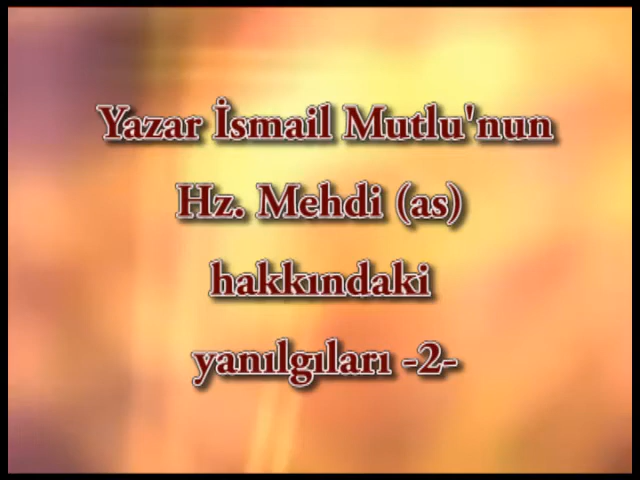 Yazar İsmail Mutlu'nun
Hz. Mehdi (as)
hakkındaki
yanılgıları -2-